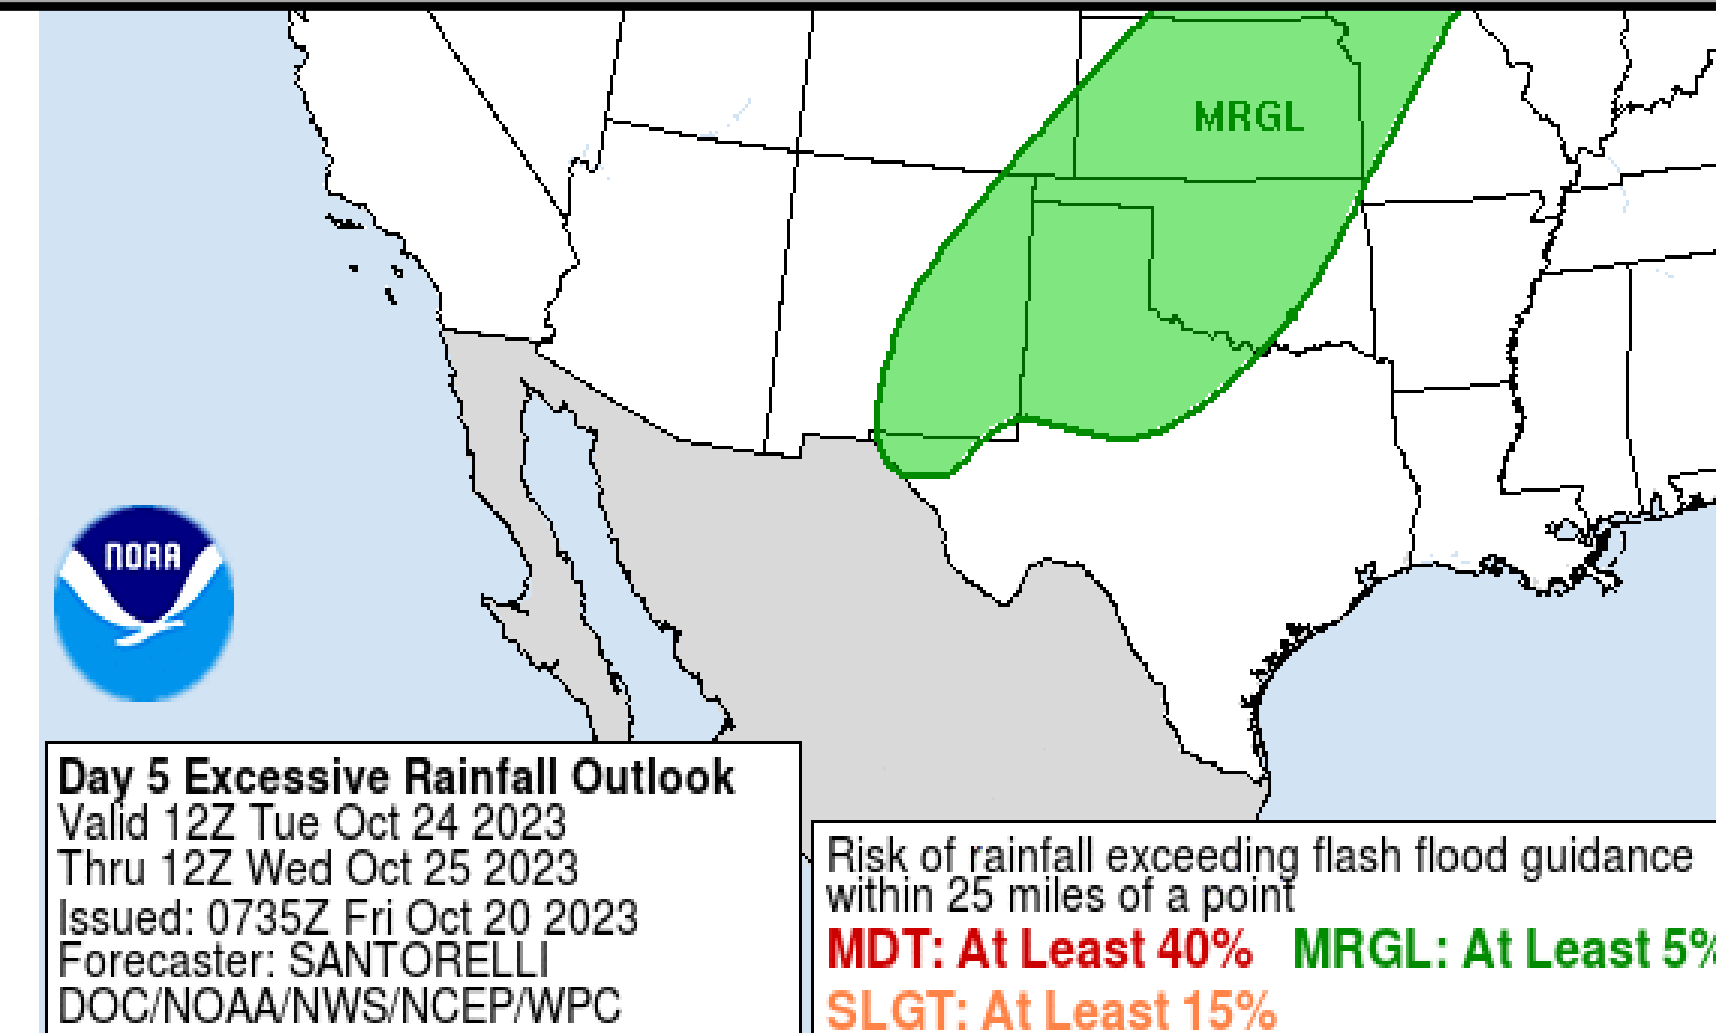 MRGL
NOAA
Day 5 Excessive Rainfall Outlook
Valid 12Z Tue Oct 24 2023
Thru 12Z Wed Oct 25 2023
Issued: 0735Z Fri Oct 20 2023
Forecaster: SANTORELLI
DOC/NOAA/NWS/NCEP/WPC
Risk of rainfall exceeding flash flood guidance
within 25 miles of a point
MDT: At Least 40% MRGL: At Least 5%
SLGT: At Least 15%